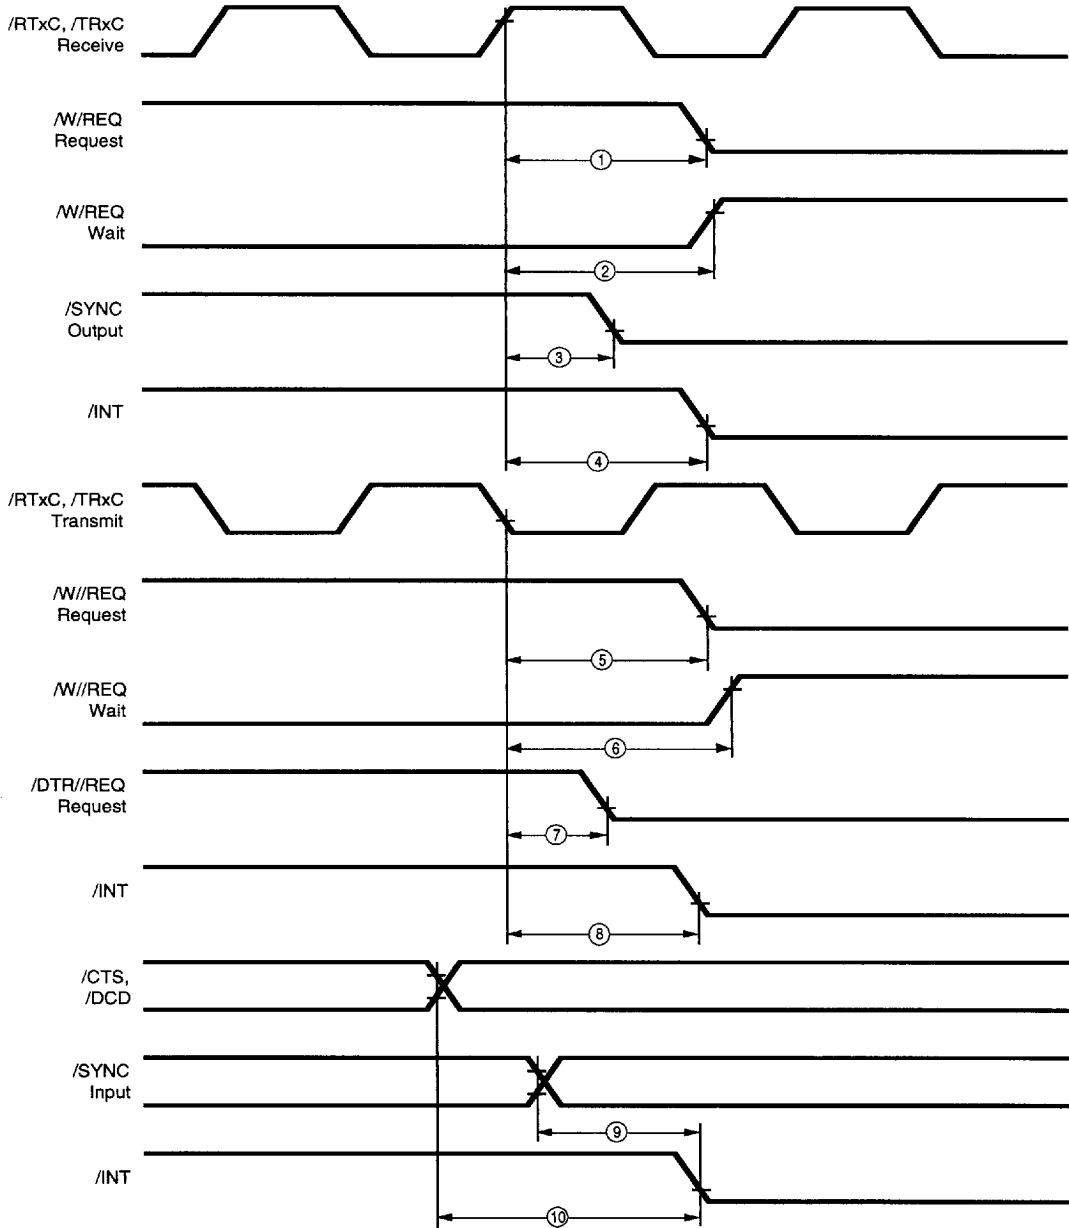 /RTxC, /TRxC
Receive
/W/REQ
Request
1
/W/REQ
Wait
2
/SYNC
Output
3
/INT
4
/RTxC, /TRxC
Transmit
/W//REQ
Request
5
/W//REQ
Wait
6
/DTR//REQ
Request
7
/INT
8
/CTS,
/DCD
/SYNC
Input
9
/INT
10